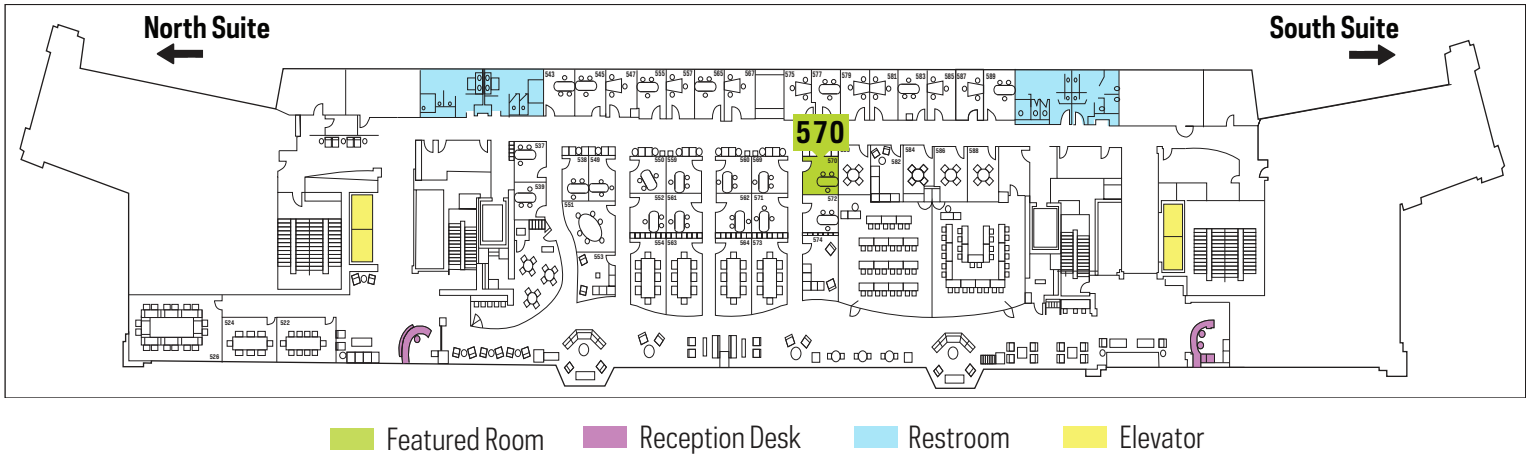 North Suite
South Suite
543 545 547 555 557 565 567 575 577 579 581 583 585 587 589
570
537 538 549 550 559 560 569 570 582 584 586 588
539 552 561 562 571 572
551
554 563 564 573 574
553
524 522
526
Featured Room
Reception Desk
Restroom
Elevator